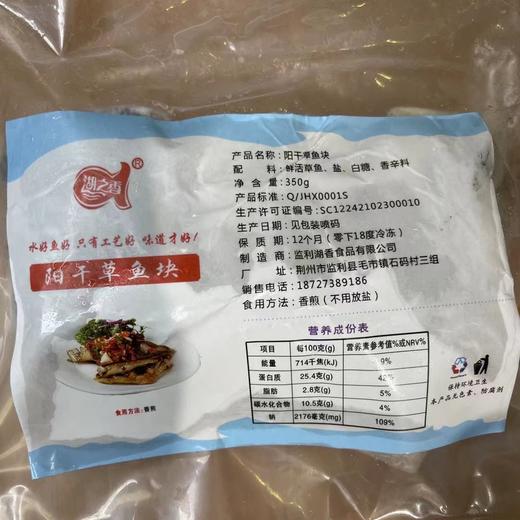 湖之香®
水好鱼好 只有工艺好 味道才好！
阳干草鱼块
食用方法：香煎
产品名称：阳干草鱼块
配 料：鲜活草鱼、盐、白糖、香辛料
净 含 量：350g
产品标准：Q/JHX0001S
生产许可证编号：SC12242102300010
生产日期：见包装喷码
保 质 期：12个月（零下18度冷冻）
制 造 商：监利湖香食品有限公司
厂 址：荆州市监利县毛市镇石码村三组
销售电话：18727389186
食用方法：香煎（不用放盐）
营养成份表
项目 每100克(g) 营养素参考值%或NRV%
能量 714千焦(kJ) 9%
蛋白质 25.4克(g) 42%
脂肪 2.8克(g) 5%
碳水化合物 10.5克(g) 4%
钠 2176毫克(mg) 109%
保持环境卫生
本产品无色素、防腐剂